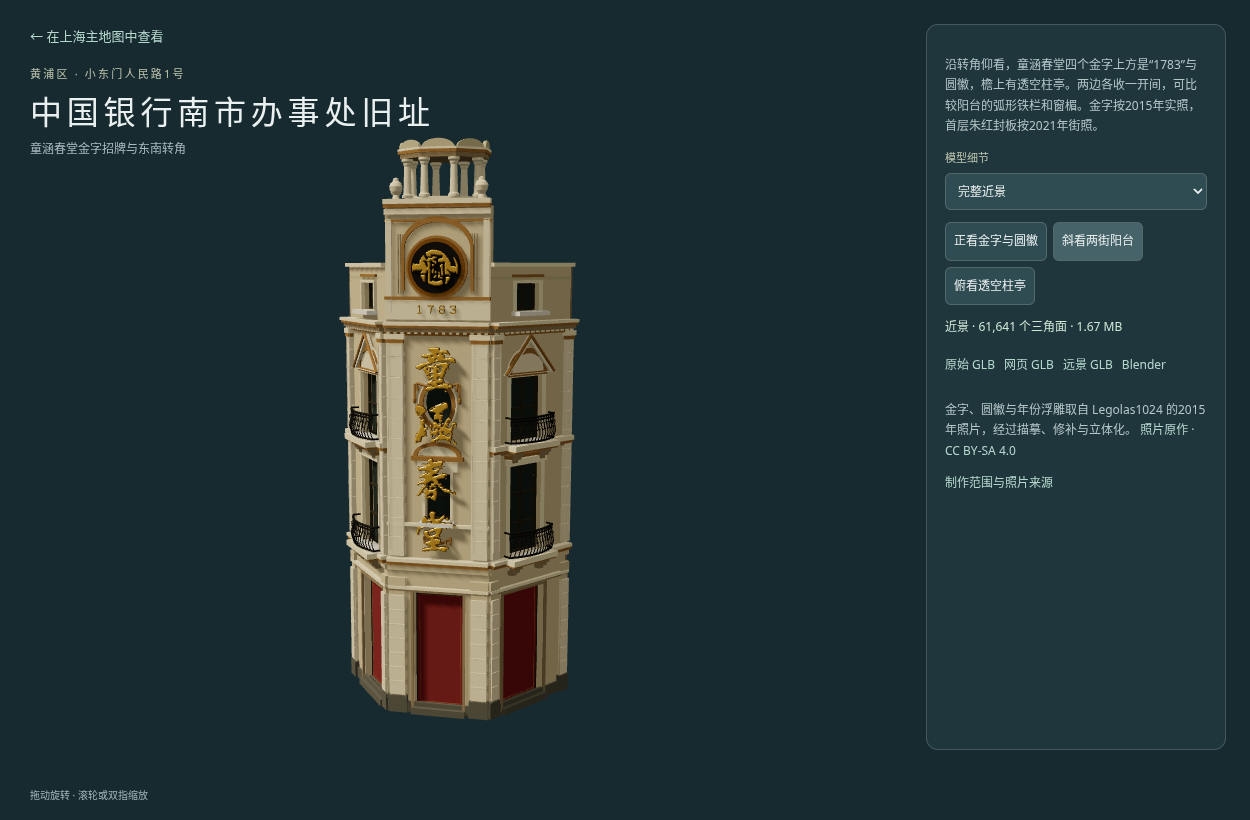 ← 在上海主地图中查看
黄浦区 · 小东门人民路1号
中国银行南市办事处旧址
童涵春堂金字招牌与东南转角
1783
童
涵
春
堂
拖动旋转 · 滚轮或双指缩放
沿转角仰看，童涵春堂四个金字上方是“1783”与
圆徽，檐上有透空柱亭。两边各收一开间，可比
较阳台的弧形铁栏和窗楣。金字按2015年实照，
首层朱红封板按2021年街照。
模型细节
完整近景
正看金字与圆徽
斜看两街阳台
俯看透空柱亭
近景 · 61,641 个三角面 · 1.67 MB
原始 GLB 网页 GLB 远景 GLB Blender
金字、圆徽与年份浮雕取自 Legolas1024 的2015
年照片，经过描摹、修补与立体化。 照片原作 ·
CC BY-SA 4.0
制作范围与照片来源